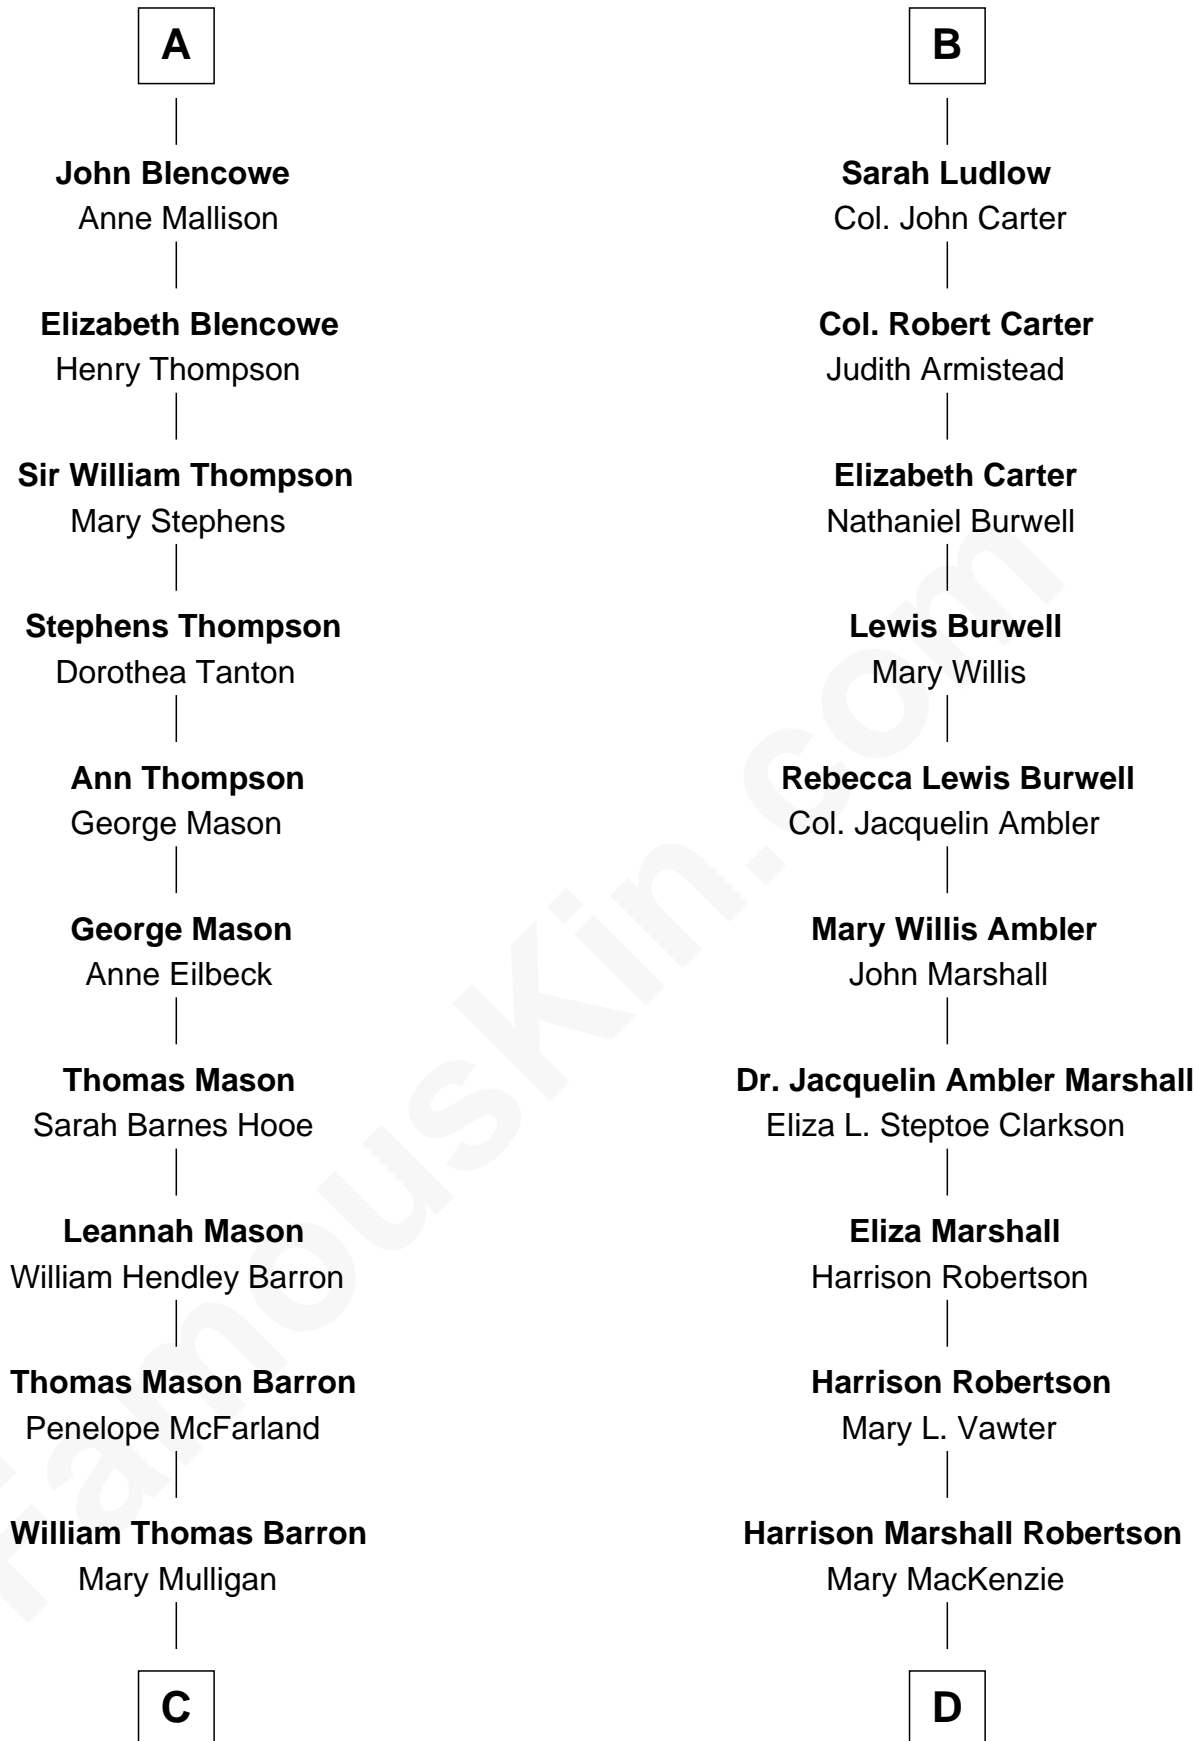 A
John Blencowe
Anne Mallison
Elizabeth Blencowe
Henry Thompson
Sir William Thompson
Mary Stephens
Stephens Thompson
Dorothea Tanton
Ann Thompson
George Mason
George Mason
Anne Eilbeck
Thomas Mason
Sarah Barnes Hooe
Leannah Mason
William Hendley Barron
Thomas Mason Barron
Penelope McFarland
William Thomas Barron
Mary Mulligan
C
B
Sarah Ludlow
Col. John Carter
Col. Robert Carter
Judith Armistead
Elizabeth Carter
Nathaniel Burwell
Lewis Burwell
Mary Willis
Rebecca Lewis Burwell
Col. Jacquelin Ambler
Mary Willis Ambler
John Marshall
Dr. Jacquelin Ambler Marshall
Eliza L. Steptoe Clarkson
Eliza Marshall
Harrison Robertson
Harrison Robertson
Mary L. Vawter
Harrison Marshall Robertson
Mary MacKenzie
D
FamousKin.com